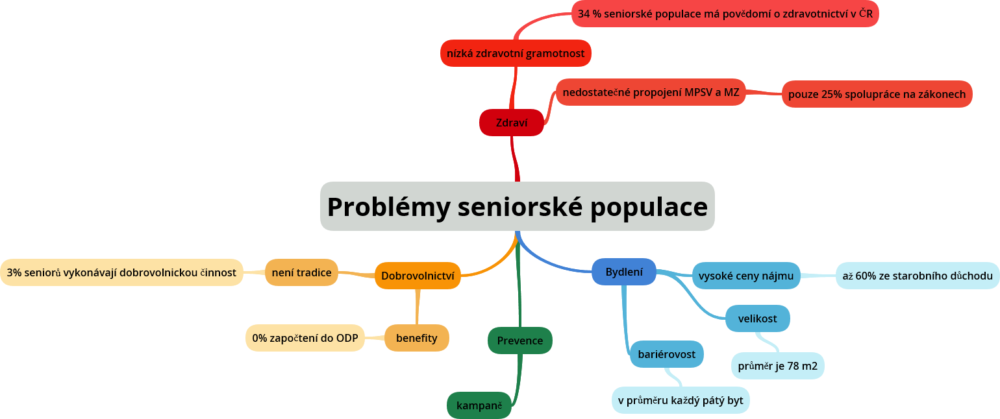 34 % seniorské populace má povědomí o zdravotnictví v ČR
nízká zdravotní gramotnost
nedostatečné propojení MPSV a MZ
pouze 25% spolupráce na zákonech
Zdraví
Problémy seniorské populace
3% seniorů vykonávají dobrovolnickou činnost
není tradice
Dobrovolnictví
Bydlení
vysoké ceny nájmu
až 60% ze starobního důchodu
velikost
0% započtení do ODP
benefity
Prevence
bariérovost
průměr je 78 m2
v průměru každý pátý byt
kampaně